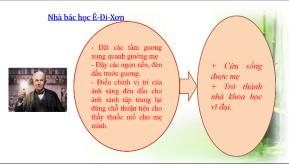 Nhà bác học Ê-Đi-Xơn
- Đặt các tấm gương
xung quanh giường mẹ
- Đặy các ngọn nến, đèn
dầu trước gương.
- Điều chỉnh vị trí của
ánh sáng đèn dầu cho
ánh sáng tập trung lại
đúng chỗ thuận tiện cho
thầy thuốc mổ cho mẹ
mình.
+ Cứu sống
được mẹ
+ Trở thành
nhà khoa học
vĩ đại.